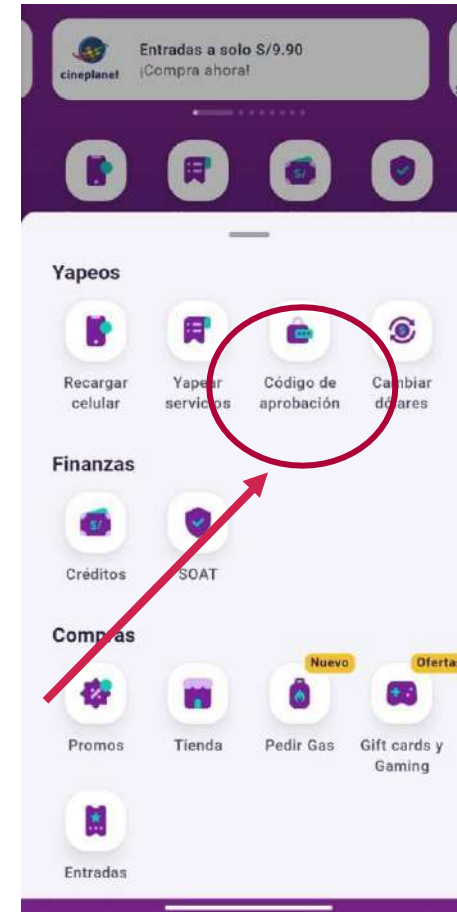 cineplanet
Entradas a solo S/9.90
¡Compra ahora!
S/
Yapeos
Recargar celular
Yapear servicios
Código de aprobación
Cambiar dólares
Finanzas
S/
Créditos
SOAT
Compras
Nuevo
Oferta
Promos
Tienda
Pedir Gas
Gift cards y Gaming
Entradas